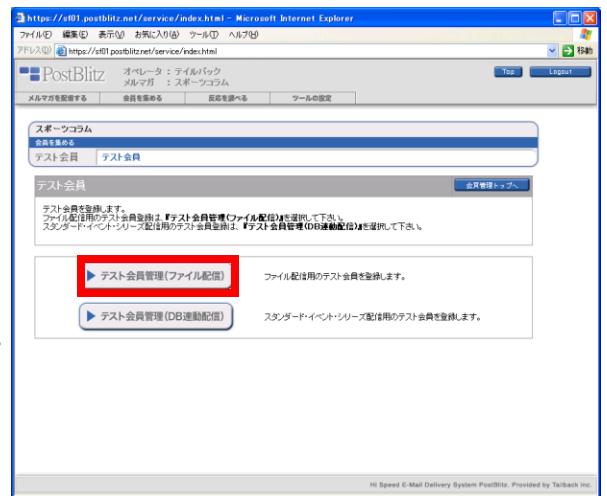 https://sf01.postblitz.net/service/index.html - Microsoft Internet Explorer
ファイル(F) 編集(E) 表示(V) お気に入り(A) ツール(T) ヘルプ(H)
アドレス(D) https://sf01.postblitz.net/service/index.html 移動
PostBlitz オペレータ : テイルバック Top Logout
メルマガ : スポーツコラム
メルマガを配信する 会員を集める 反応を調べる ツールの設定
スポーツコラム
会員を集める
テスト会員 テスト会員
テスト会員 会員管理トップへ
テスト会員を登録します。
ファイル配信用のテスト会員登録は、『テスト会員管理(ファイル配信)』を選択して下さい。
スタンダード・イベント・シリーズ配信用のテスト会員登録は、『テスト会員管理(DB連動配信)』を選択して下さい。
テスト会員管理(ファイル配信) ファイル配信用のテスト会員を登録します。
テスト会員管理(DB連動配信) スタンダード・イベント・シリーズ配信用のテスト会員を登録します。
Hi Speed E-Mail Delivery System PostBlitz. Provided by Tailback inc.